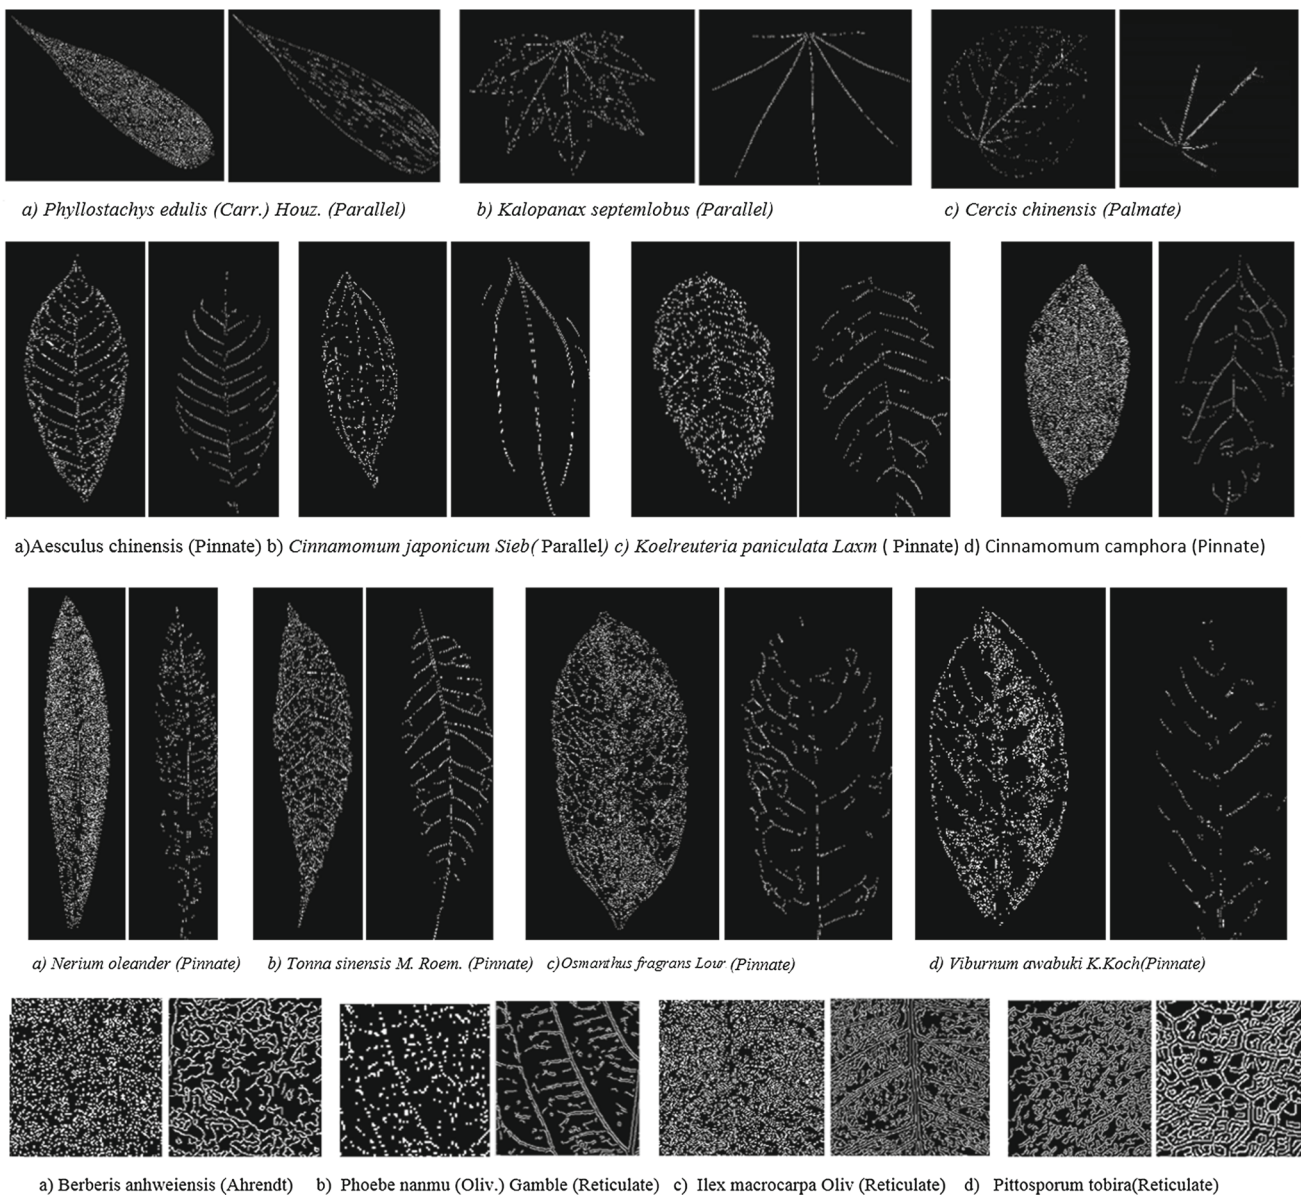 a) Phyllostachys edulis (Carr.) Houz. (Parallel) b) Kalopanax septemlobus (Parallel) c) Cercis chinensis (Palmate)
a)Aesculus chinensis (Pinnate) b) Cinnamomum japonicum Sieb( Parallel) c) Koelreuteria paniculata Laxm ( Pinnate) d) Cinnamomum camphora (Pinnate)
a) Nerium oleander (Pinnate) b) Tonna sinensis M. Roem. (Pinnate) c)Osmanthus fragrans Lour. (Pinnate) d) Viburnum awabuki K.Koch(Pinnate)
a) Berberis anhweiensis (Ahrendt) b) Phoebe nanmu (Oliv.) Gamble (Reticulate) c) Ilex macrocarpa Oliv (Reticulate) d) Pittosporum tobira(Reticulate)